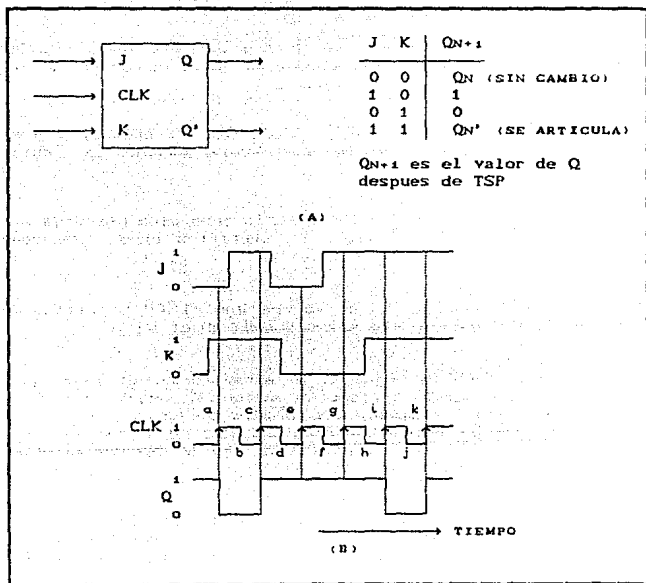 J Q
CLK
K Q'
J K QN+1
0 0 QN (SIN CAMBIO)
1 0 1
0 1 0
1 1 QN' (SE ARTICULA)
QN+1 es el valor de Q
despues de TSP
(A)
1
J
0
1
K
0
a c e g i k
1
CLK
0
b d f h j
1
Q
0
TIEMPO
(B)